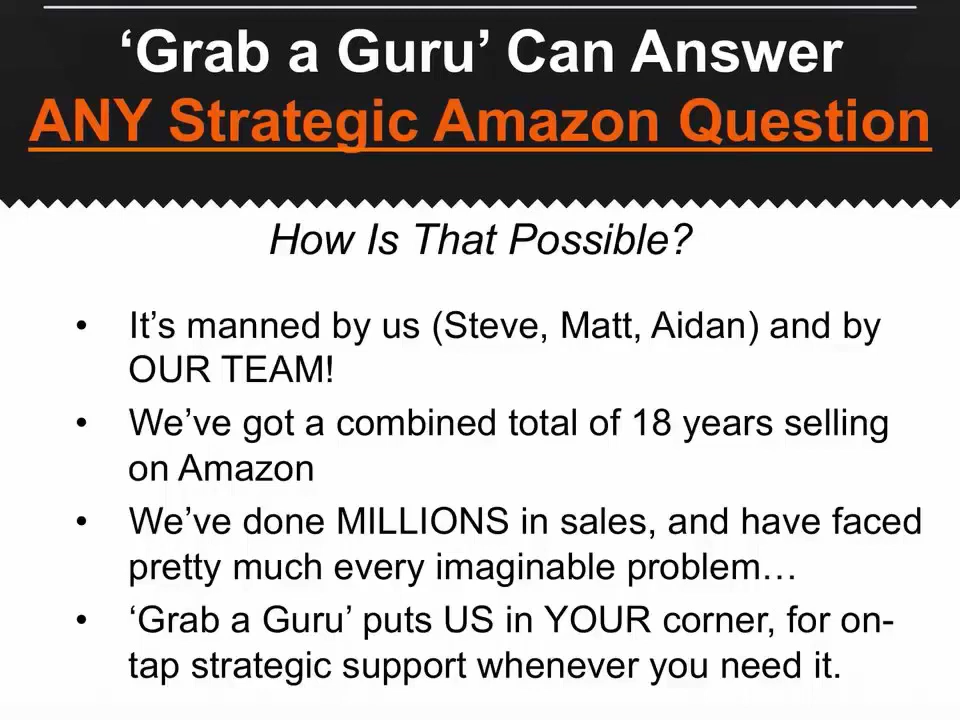 ‘Grab a Guru’ Can Answer
ANY Strategic Amazon Question
How Is That Possible?
• It’s manned by us (Steve, Matt, Aidan) and by
OUR TEAM!
• We’ve got a combined total of 18 years selling
on Amazon
• We’ve done MILLIONS in sales, and have faced
pretty much every imaginable problem…
• ‘Grab a Guru’ puts US in YOUR corner, for on-
tap strategic support whenever you need it.